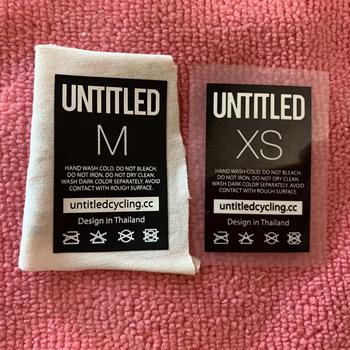 UNTITLED
M
HAND WASH COLD. DO NOT BLEACH.
DO NOT IRON. DO NOT DRY CLEAN.
WASH DARK COLOR SEPARATELY. AVOID
CONTACT WITH ROUGH SURFACE.
untitledcycling.cc
Design in Thailand
UNTITLED
XS
HAND WASH COLD. DO NOT BLEACH.
DO NOT IRON. DO NOT DRY CLEAN.
WASH DARK COLOR SEPARATELY. AVOID
CONTACT WITH ROUGH SURFACE.
untitledcycling.cc
Design in Thailand